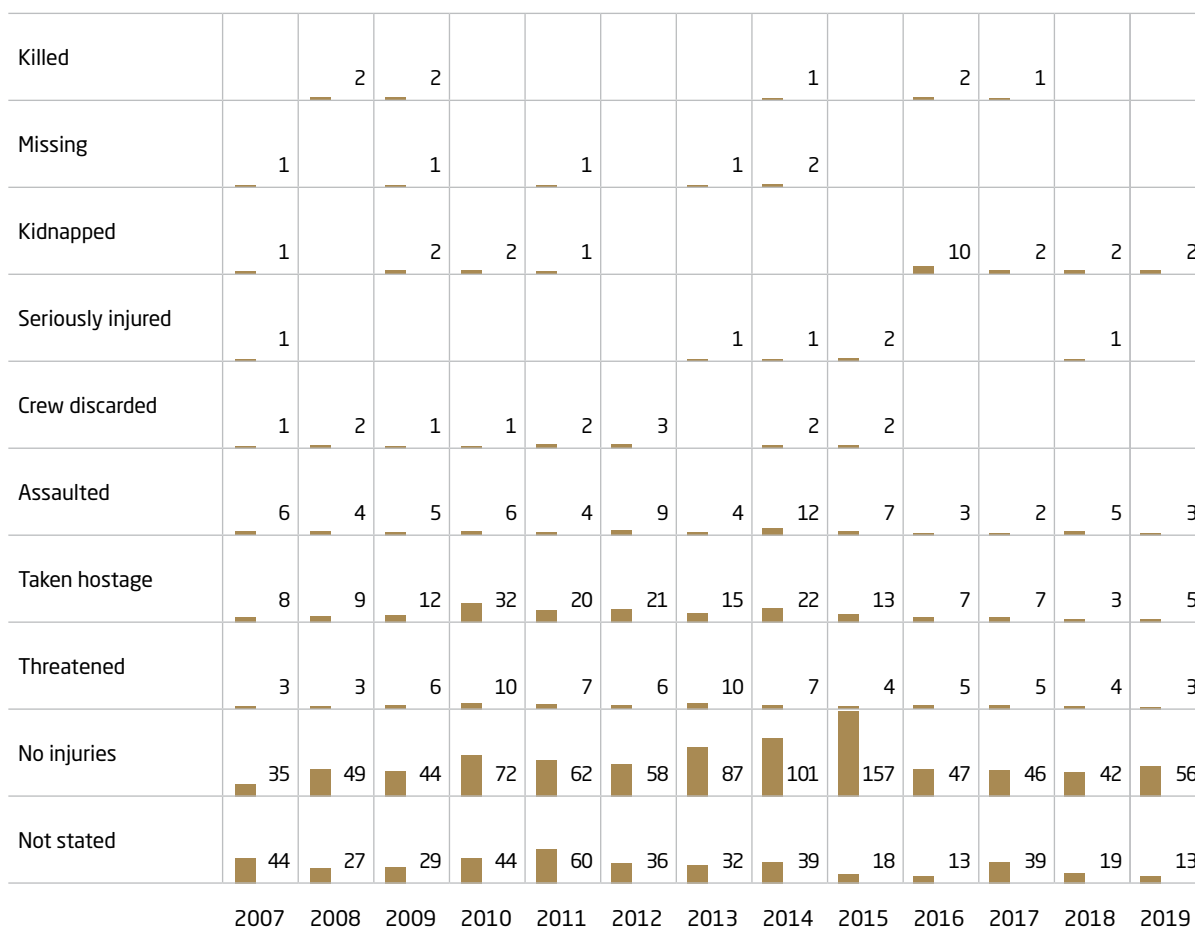 Killed
2 2 1 2 1
Missing
1 1 1 1 2
Kidnapped
1 2 2 1 10 2 2 2
Seriously injured
1 1 1 2 1
Crew discarded
1 2 1 1 2 3 2 2
Assaulted
6 4 5 6 4 9 4 12 7 3 2 5 3
Taken hostage
8 9 12 32 20 21 15 22 13 7 7 3 5
Threatened
3 3 6 10 7 6 10 7 4 5 5 4 3
No injuries
35 49 44 72 62 58 87 101 157 47 46 42 56
Not stated
44 27 29 44 60 36 32 39 18 13 39 19 13
2007 2008 2009 2010 2011 2012 2013 2014 2015 2016 2017 2018 2019